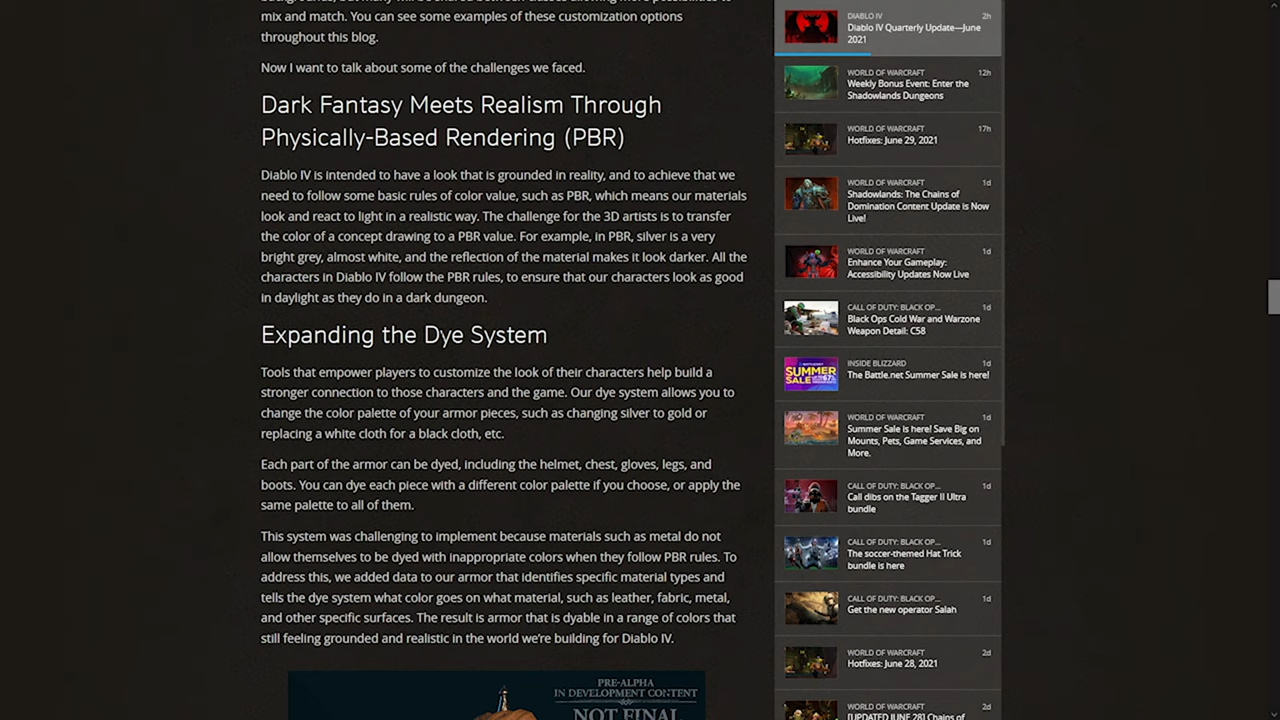 mix and match. You can see some examples of these customization options
throughout this blog.
Now I want to talk about some of the challenges we faced.
Dark Fantasy Meets Realism Through
Physically-Based Rendering (PBR)
Diablo IV is intended to have a look that is grounded in reality, and to achieve that we
need to follow some basic rules of color value, such as PBR, which means our materials
look and react to light in a realistic way. The challenge for the 3D artists is to transfer
the color of a concept drawing to a PBR value. For example, in PBR, silver is a very
bright grey, almost white, and the reflection of the material makes it look darker. All the
characters in Diablo IV follow the PBR rules, to ensure that our characters look as good
in daylight as they do in a dark dungeon.
Expanding the Dye System
Tools that empower players to customize the look of their characters help build a
stronger connection to those characters and the game. Our dye system allows you to
change the color palette of your armor pieces, such as changing silver to gold or
replacing a white cloth for a black cloth, etc.
Each part of the armor can be dyed, including the helmet, chest, gloves, legs, and
boots. You can dye each piece with a different color palette if you choose, or apply the
same palette to all of them.
This system was challenging to implement because materials such as metal do not
allow themselves to be dyed with inappropriate colors when they follow PBR rules. To
address this, we added data to our armor that identifies specific material types and
tells the dye system what color goes on what material, such as leather, fabric, metal,
and other specific surfaces. The result is armor that is dyable in a range of colors that
still feeling grounded and realistic in the world we're building for Diablo IV.
PRE-ALPHA
IN DEVELOPMENT CONTENT
NOT FINAL
DIABLO IV 2h
Diablo IV Quarterly Update—June
2021
WORLD OF WARCRAFT 12h
Weekly Bonus Event: Enter the
Shadowlands Dungeons
WORLD OF WARCRAFT 17h
Hotfixes: June 29, 2021
WORLD OF WARCRAFT 1d
Shadowlands: The Chains of
Domination Content Update is Now
Live!
WORLD OF WARCRAFT 1d
Enhance Your Gameplay:
Accessibility Updates Now Live
CALL OF DUTY: BLACK OP... 1d
Black Ops Cold War and Warzone
Weapon Detail: C58
SUMMER
SALE
INSIDE BLIZZARD 1d
The Battle.net Summer Sale is here!
WORLD OF WARCRAFT 1d
Summer Sale is here! Save Big on
Mounts, Pets, Game Services, and
More.
CALL OF DUTY: BLACK OP... 1d
Call dibs on the Tagger II Ultra
bundle
CALL OF DUTY: BLACK OP... 1d
The soccer-themed Hat Trick
bundle is here
CALL OF DUTY: BLACK OP... 1d
Get the new operator Salah
WORLD OF WARCRAFT 2d
Hotfixes: June 28, 2021
WORLD OF WARCRAFT 2d
[UPDATED JUNE 28] Chains of